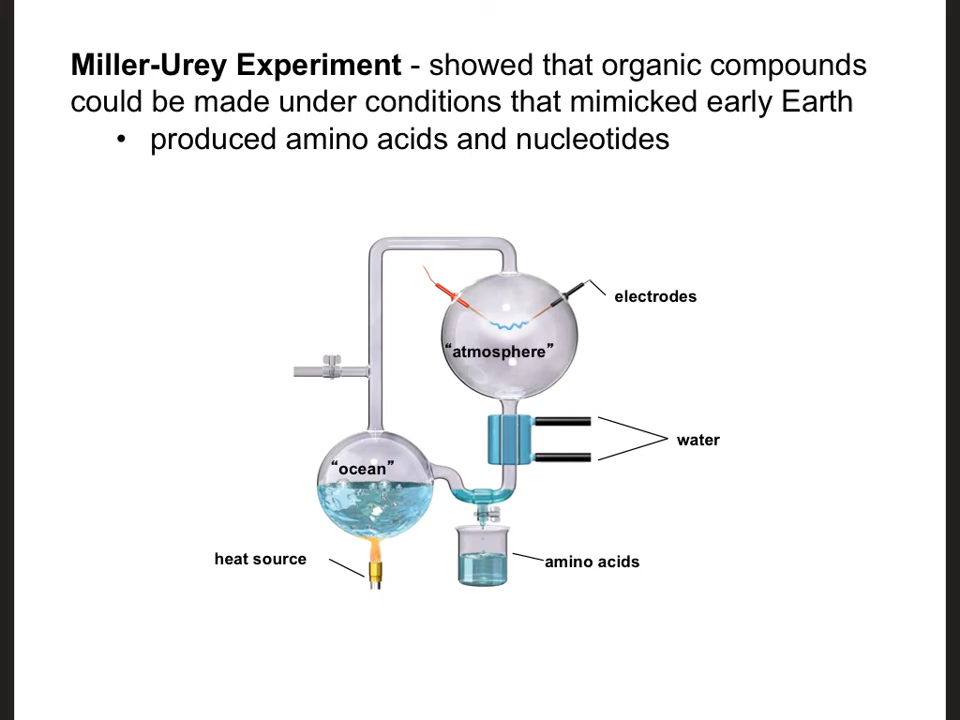 Miller-Urey Experiment - showed that organic compounds
could be made under conditions that mimicked early Earth
• produced amino acids and nucleotides
electrodes
“atmosphere”
water
“ocean”
heat source
amino acids